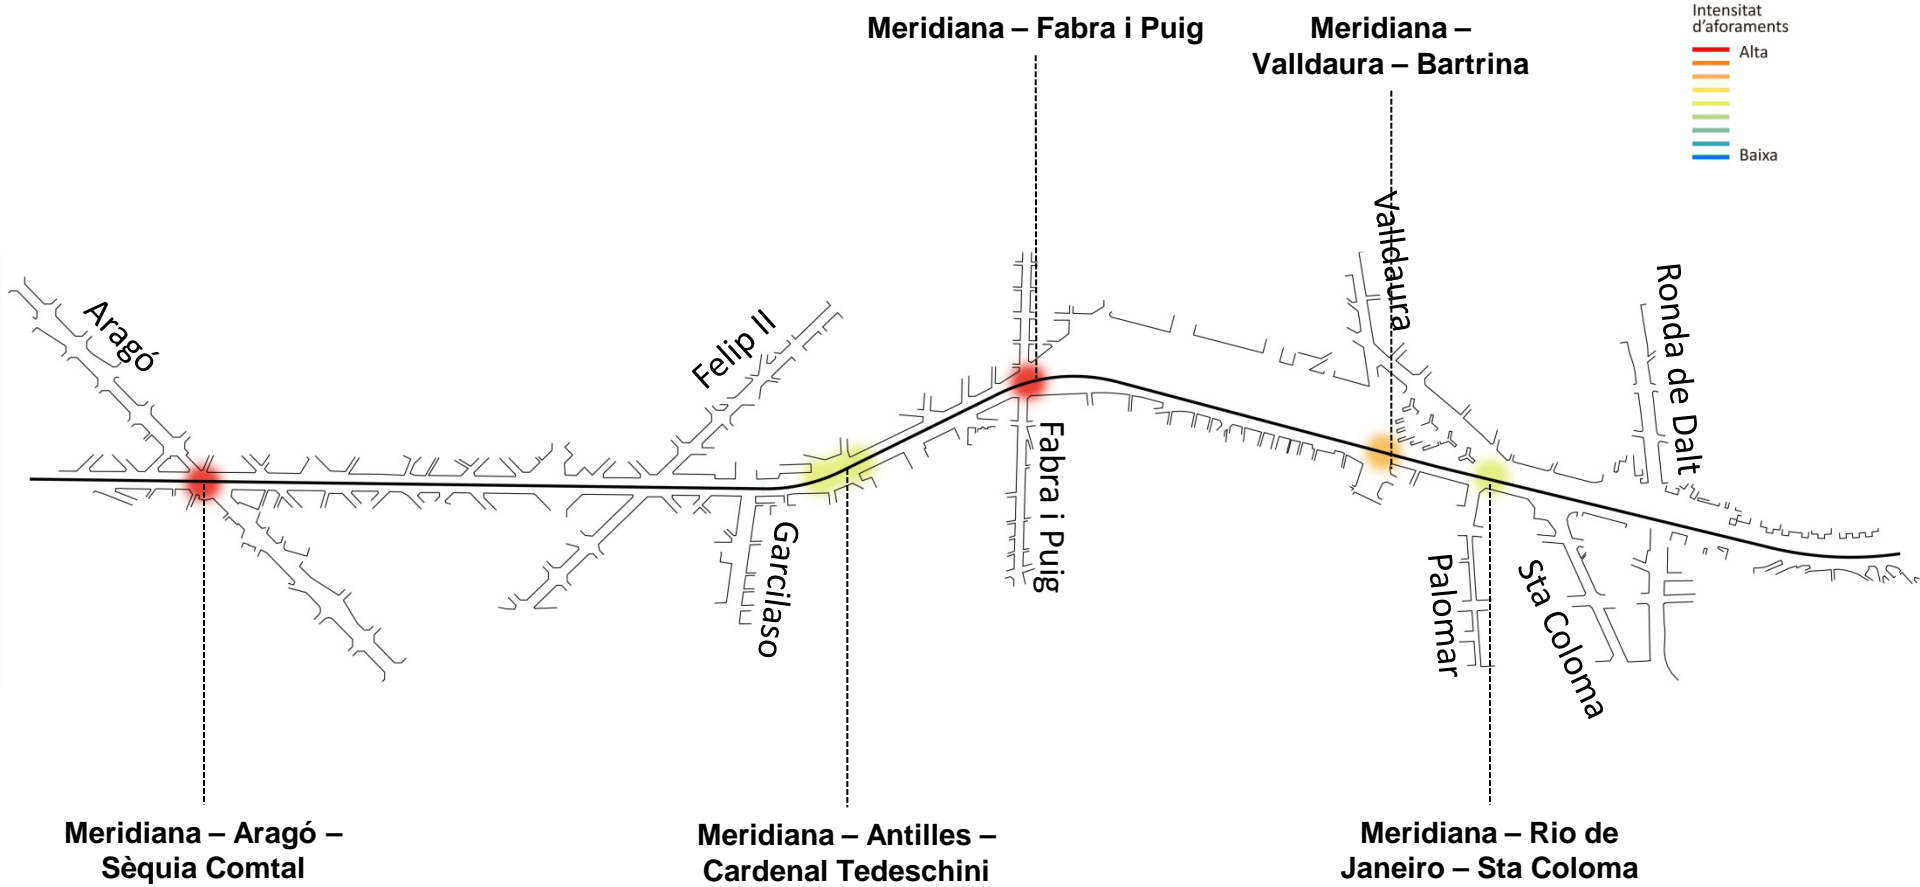 Meridiana – Fabra i Puig
Meridiana –
Valldaura – Bartrina
Intensitat
d'aforaments
Alta
Baixa
Aragó
Felip II
Valldaura
Ronda de Dalt
Garcilaso
Fabra i Puig
Palomar
Sta Coloma
Meridiana – Aragó –
Sèquia Comtal
Meridiana – Antilles –
Cardenal Tedeschini
Meridiana – Rio de
Janeiro – Sta Coloma